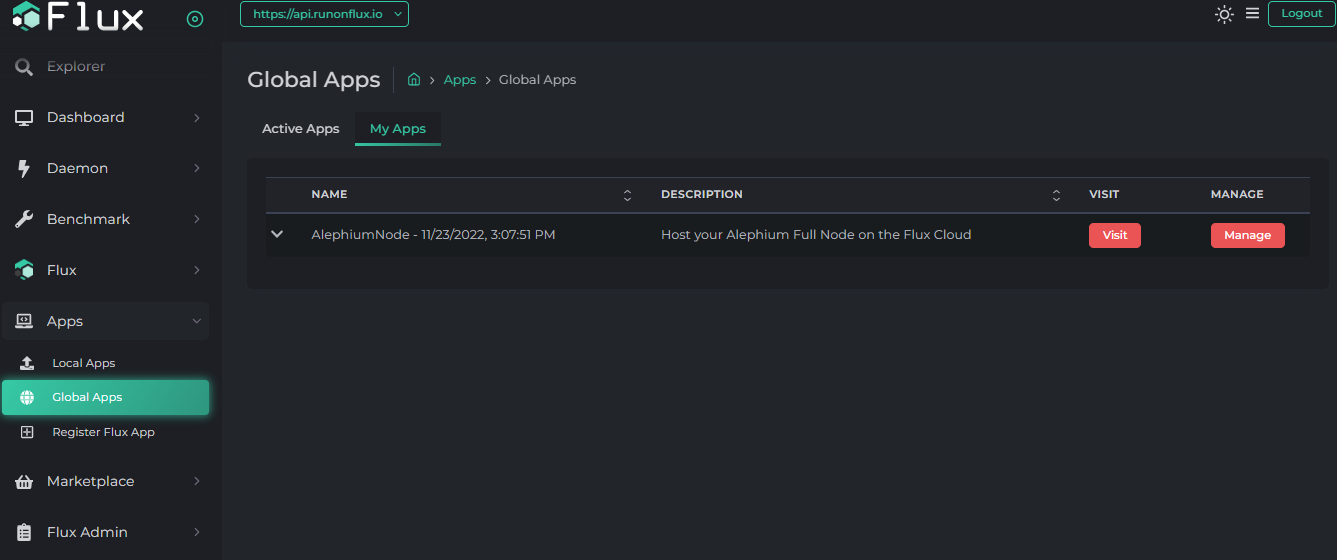 Flux
https://api.runonflux.io
Logout
Explorer
Dashboard
Daemon
Benchmark
Flux
Apps
Local Apps
Global Apps
Register Flux App
Marketplace
Flux Admin
Global Apps
Apps
Global Apps
Active Apps
My Apps
NAME DESCRIPTION VISIT MANAGE
AlephiumNode - 11/23/2022, 3:07:51 PM Host your Alephium Full Node on the Flux Cloud Visit Manage